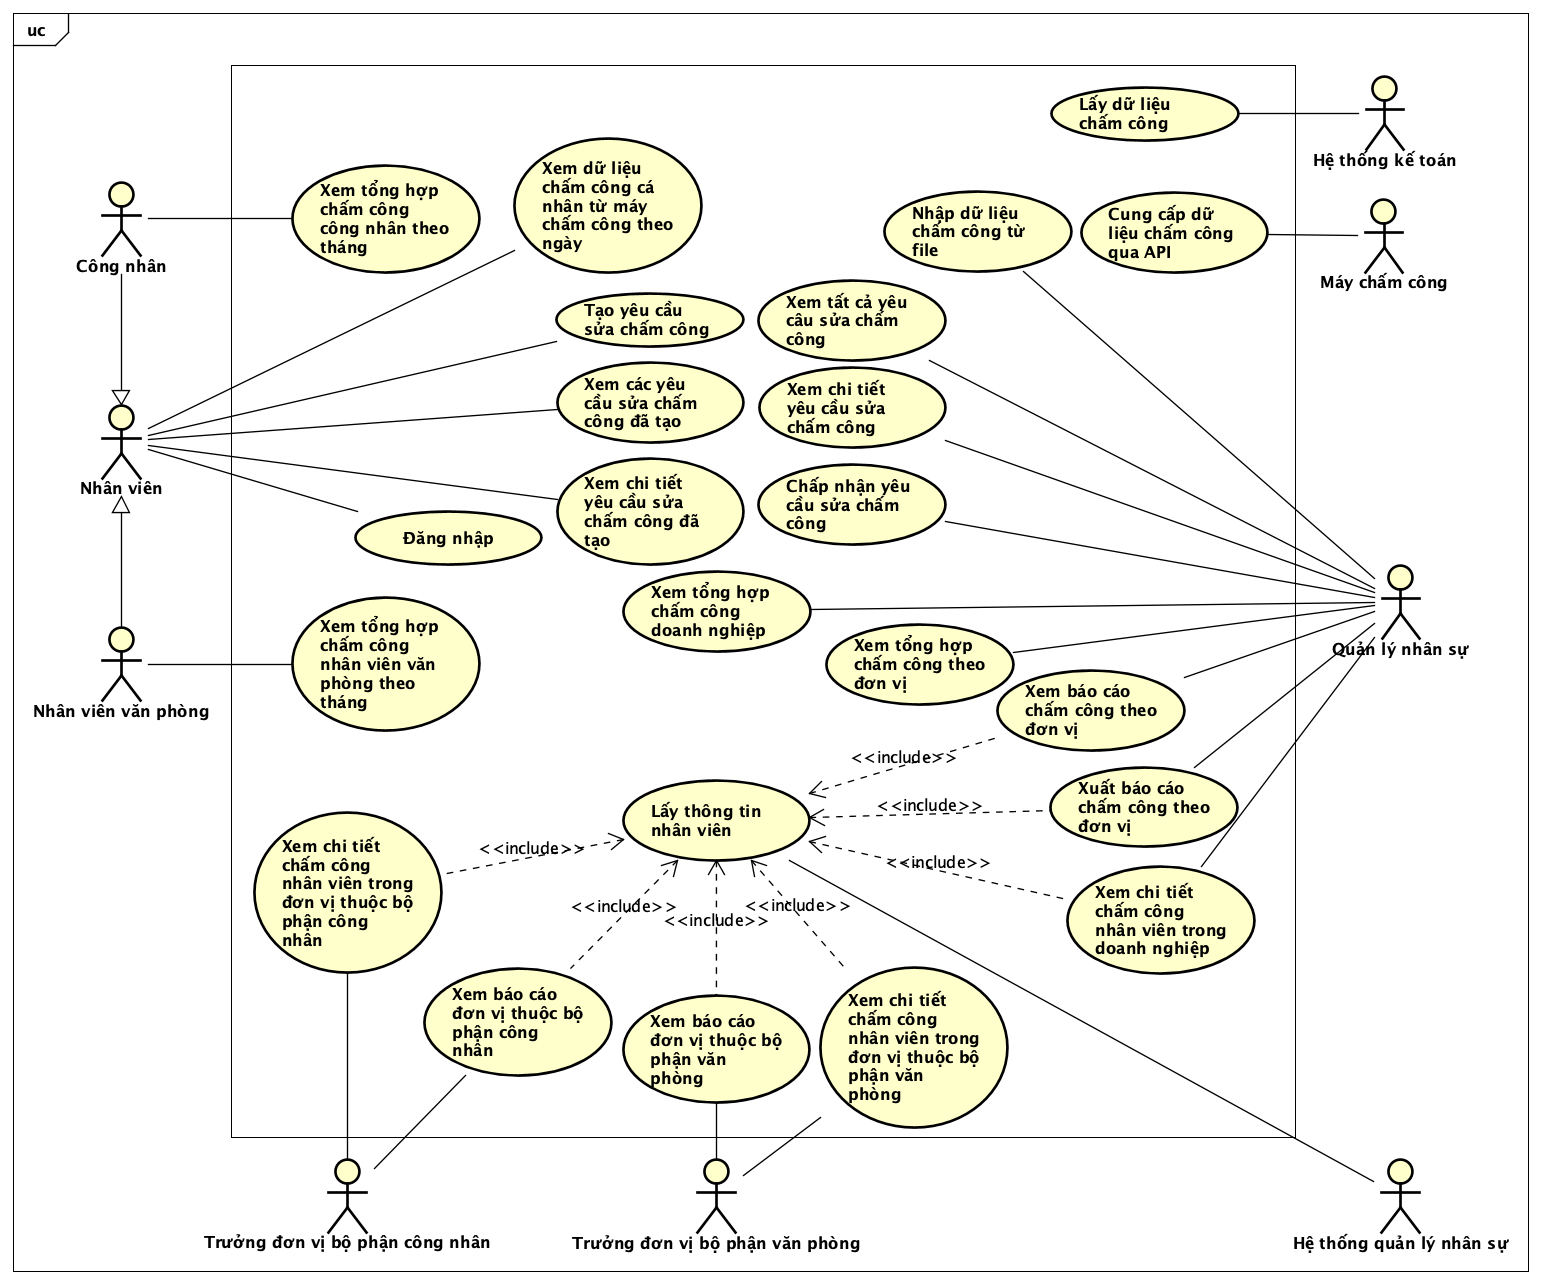 uc
Lấy dữ liệu
chấm công
Hệ thống kế toán
Xem dữ liệu
chấm công cá
nhân từ máy
chấm công theo
ngày
Xem tổng hợp
chấm công
công nhân theo
tháng
Công nhân
Nhập dữ liệu
chấm công từ
file
Cung cấp dữ
liệu chấm công
qua API
Máy chấm công
Tạo yêu cầu
sửa chấm công
Xem tất cả yêu
câu sửa chấm
công
Xem các yêu
cầu sửa chấm
công đã tạo
Xem chi tiết
yêu cầu sửa
chấm công
Nhân viên
Xem chi tiết
yêu cầu sửa
chấm công đã
tạo
Chấp nhận yêu
cầu sửa chấm
công
Đăng nhập
Xem tổng hợp
chấm công
doanh nghiệp
Xem tổng hợp
chấm công
nhân viên văn
phòng theo
tháng
Nhân viên văn phòng
Xem tổng hợp
chấm công theo
đơn vị
Quản lý nhân sự
Xem báo cáo
chấm công theo
đơn vị
<<include>>
Xuất báo cáo
chấm công theo
đơn vị
<<include>>
Lấy thông tin
nhân viên
<<include>>
<<include>>
Xem chi tiết
chấm công
nhân viên trong
đơn vị thuộc bộ
phận công
nhân
Xem chi tiết
chấm công
nhân viên trong
doanh nghiệp
<<include>>
<<include>>
<<include>>
Xem báo cáo
đơn vị thuộc bộ
phận công
nhân
Xem báo cáo
đơn vị thuộc bộ
phận văn
phòng
Xem chi tiết
chấm công
nhân viên trong
đơn vị thuộc bộ
phận văn
phòng
Trưởng đơn vị bộ phận công nhân
Trưởng đơn vị bộ phận văn phòng
Hệ thống quản lý nhân sự